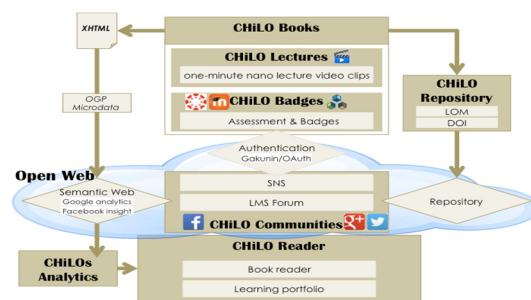 XHTML
CHiLO Books
CHiLO Lectures
one-minute nano lecture video clips
OGP
Microdata
CHiLO Badges
Assessment & Badges
CHiLO
Repository
LOM
DOI
Authentication
Gakunin/OAuth
Open Web
Semantic Web
Google analytics
Facebook insight
SNS
LMS Forum
Repository
CHiLO Communities
CHiLO Reader
CHiLOs
Analytics
Book reader
Learning portfolio